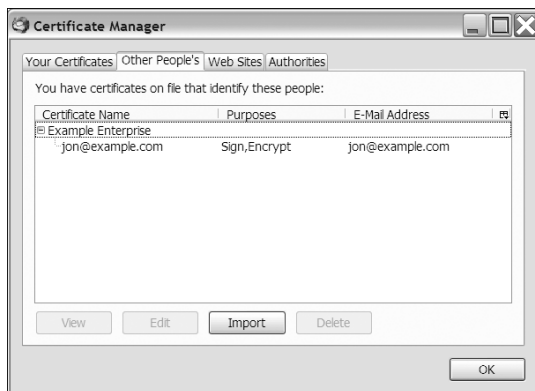 Certificate Manager
Your Certificates Other People's Web Sites Authorities
You have certificates on file that identify these people:
Certificate Name Purposes E-Mail Address
Example Enterprise
jon@example.com Sign,Encrypt jon@example.com
View Edit Import Delete
OK